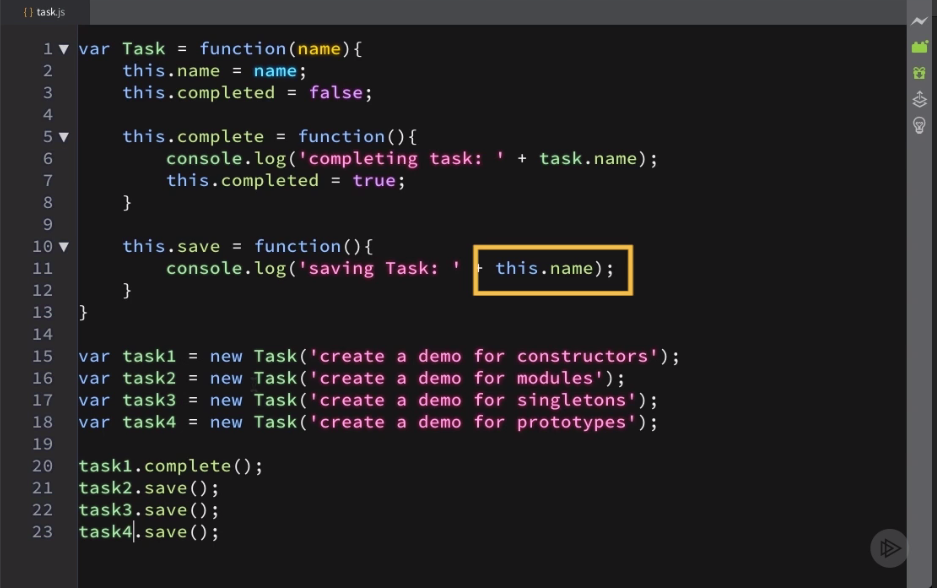 { } task.js
1 ▼ var Task = function(name){
2 this.name = name;
3 this.completed = false;
4
5 ▼ this.complete = function(){
6 console.log('completing task: ' + task.name);
7 this.completed = true;
8 }
9
10 ▼ this.save = function(){
11 console.log('saving Task: ' + this.name);
12 }
13 }
14
15 var task1 = new Task('create a demo for constructors');
16 var task2 = new Task('create a demo for modules');
17 var task3 = new Task('create a demo for singletons');
18 var task4 = new Task('create a demo for prototypes');
19
20 task1.complete();
21 task2.save();
22 task3.save();
23 task4.save();